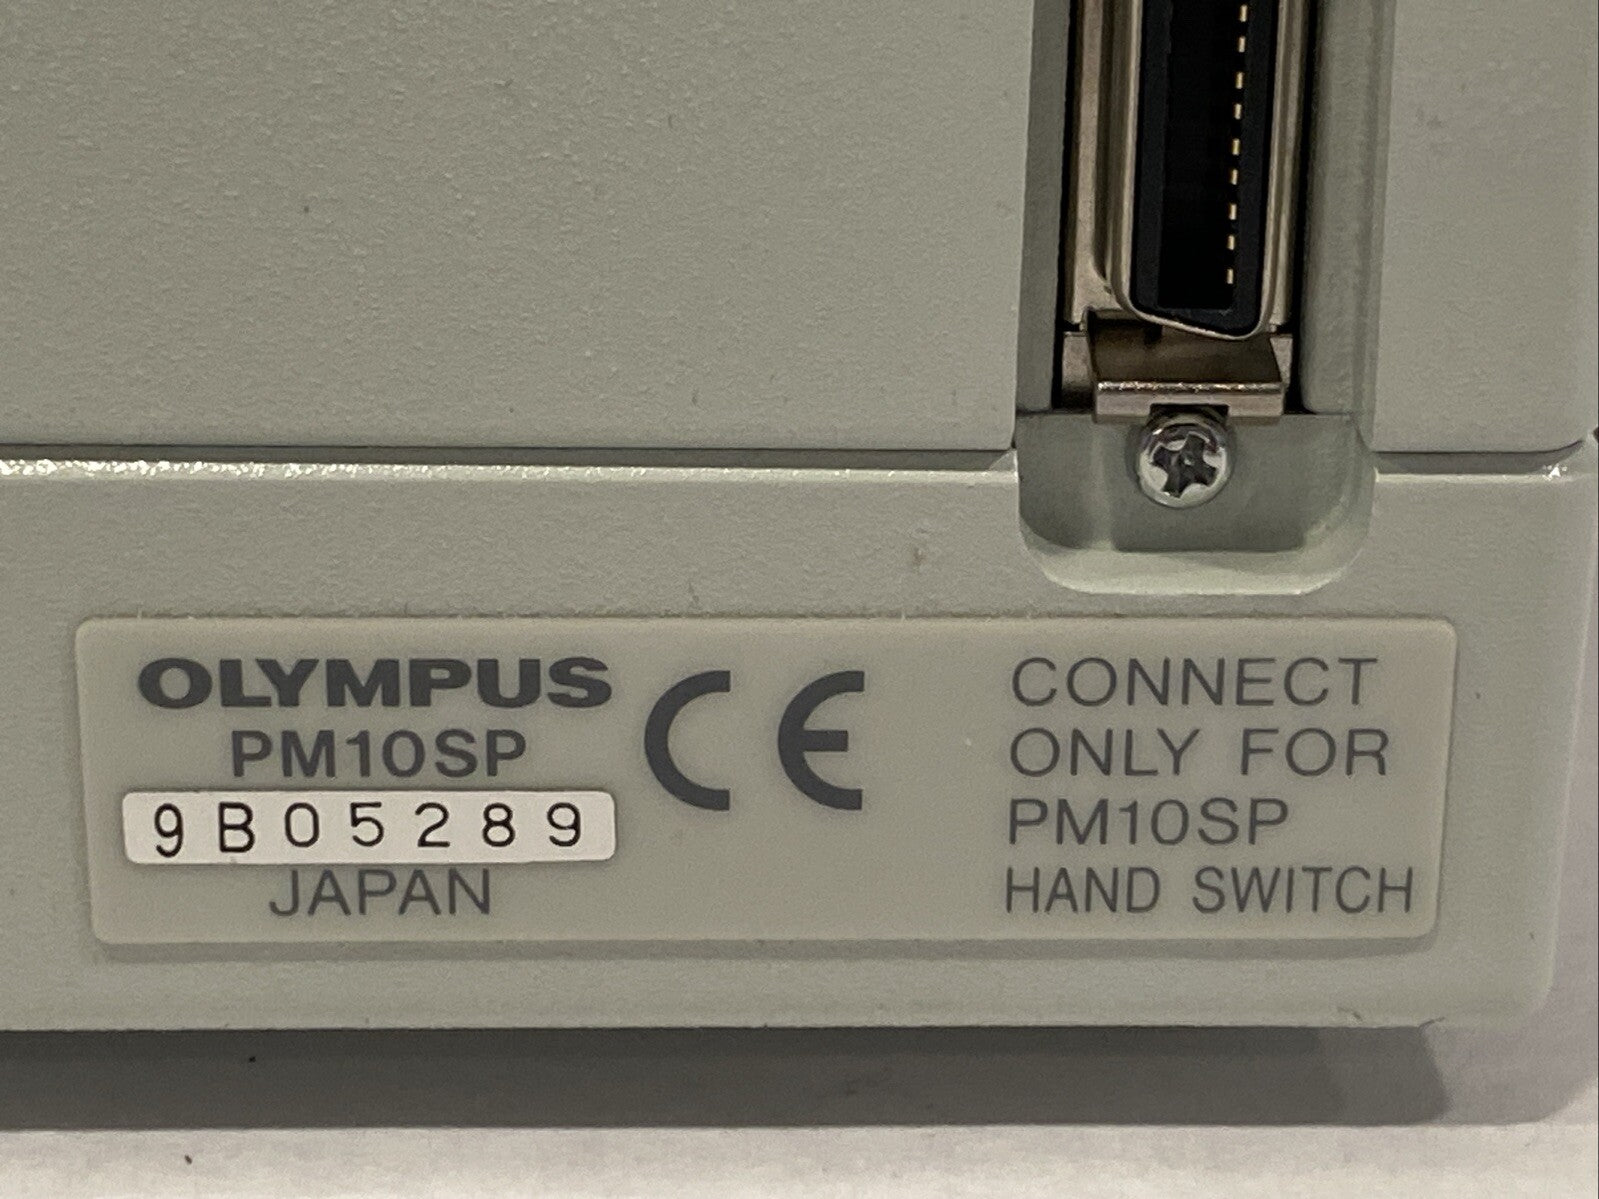 OLYMPUS
PM10SP
9B05289
JAPAN
CE
CONNECT
ONLY FOR
PM10SP
HAND SWITCH